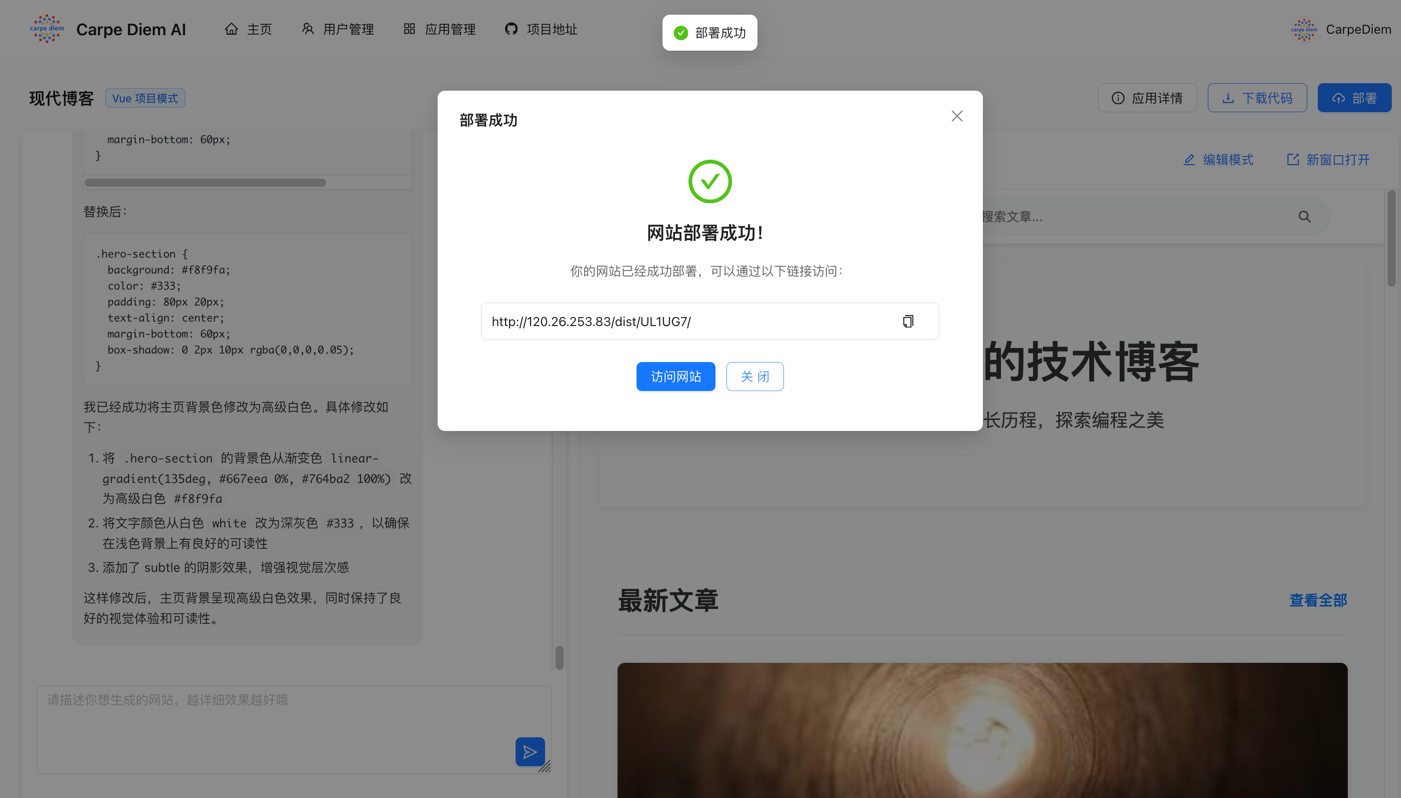 carpe diem
Carpe Diem AI
主页
用户管理
应用管理
项目地址
部署成功
carpe diem
CarpeDiem
现代博客
Vue 项目模式
应用详情
下载代码
部署
margin-bottom: 60px;
}
替换后：
.hero-section {
background: #f8f9fa;
color: #333;
padding: 80px 20px;
text-align: center;
margin-bottom: 60px;
box-shadow: 0 2px 10px rgba(0,0,0,0.05);
}
我已经成功将主页背景色修改为高级白色。具体修改如
下：
1. 将 .hero-section 的背景色从渐变色 linear-
gradient(135deg, #667eea 0%, #764ba2 100%) 改
为高级白色 #f8f9fa
2. 将文字颜色从白色 white 改为深灰色 #333 ，以确保
在浅色背景上有良好的可读性
3. 添加了 subtle 的阴影效果，增强视觉层次感
这样修改后，主页背景呈现高级白色效果，同时保持了良
好的视觉体验和可读性。
请描述你想生成的网站，越详细效果越好哦
部署成功
网站部署成功！
你的网站已经成功部署，可以通过以下链接访问：
http://120.26.253.83/dist/UL1UG7/
访问网站
关 闭
编辑模式
新窗口打开
搜索文章...
的技术博客
长历程，探索编程之美
最新文章
查看全部